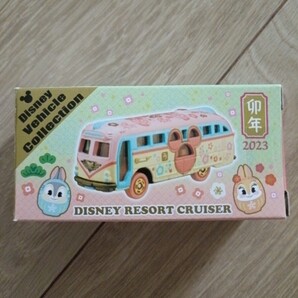 Disney
Vehicle
Collection
卯
年
2023
DISNEY RESORT CRUISER